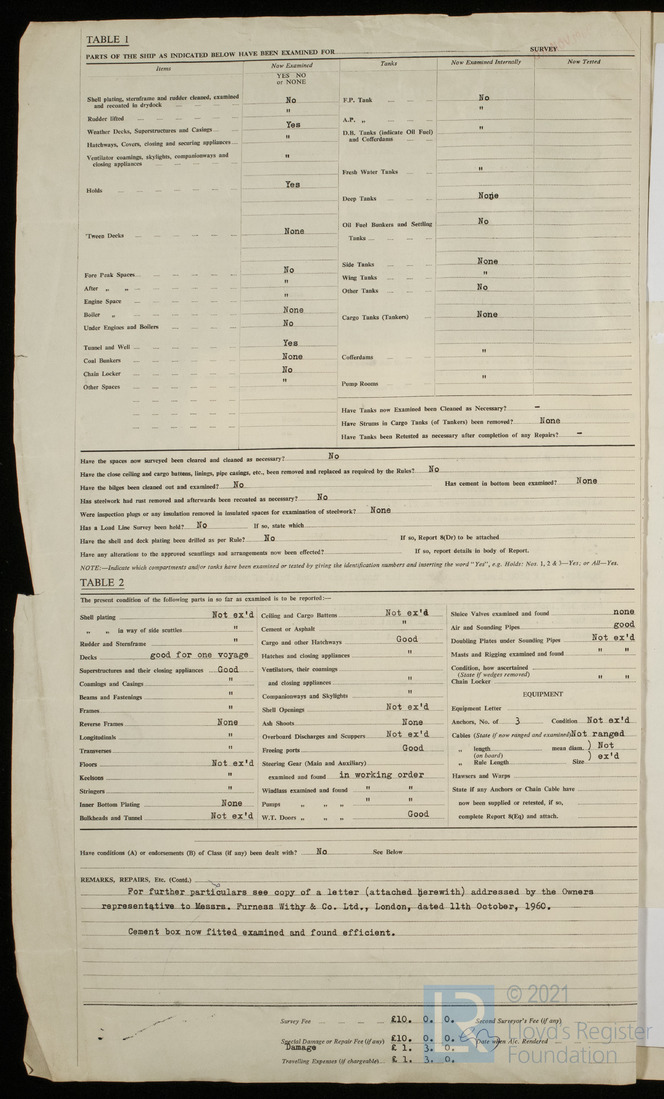 TABLE 1
PARTS OF THE SHIP AS INDICATED BELOW HAVE BEEN EXAMINED FOR SURVEY
Items Now Examined Tanks Now Examined Internally Now Tested
YES NO
or NONE
Shell plating, sternframe and rudder cleaned, examined
and recoated in drydock No
Rudder lifted "
Weather Decks, Superstructures and Casings Yes
Hatchways, Covers, closing and securing appliances "
Ventilator coamings, skylights, companionways and
closing appliances "
Holds Yes
'Tween Decks None
Fore Peak Spaces No
After " " "
Engine Space "
Boiler " None
Under Engines and Boilers No
Tunnel and Well Yes
Coal Bunkers None
Chain Locker No
Other Spaces "
F.P. Tank No
A.P. " "
D.B. Tanks (indicate Oil Fuel)
and Cofferdams "
Fresh Water Tanks "
Deep Tanks None
Oil Fuel Bunkers and Settling No
Tanks
Side Tanks None
Wing Tanks "
Other Tanks No
Cargo Tanks (Tankers) None
Cofferdams "
Pump Rooms "
Have Tanks now Examined been Cleaned as Necessary? -
Have Strums in Cargo Tanks (of Tankers) been removed? None
Have Tanks been Retested as necessary after completion of any Repairs? -
Have the spaces now surveyed been cleared and cleaned as necessary? No
Have the close ceiling and cargo battens, linings, pipe casings, etc., been removed and replaced as required by the Rules? No
Have the bilges been cleaned out and examined? No Has cement in bottom been examined? None
Has steelwork had rust removed and afterwards been recoated as necessary? No
Were inspection plugs or any insulation removed in insulated spaces for examination of steelwork? None
Has a Load Line Survey been held? No If so, state which
Have the shell and deck plating been drilled as per Rule? No If so, Report 8(Dr) to be attached
Have any alterations to the approved scantlings and arrangements now been effected? If so, report details in body of Report.
NOTE:—Indicate which compartments and/or tanks have been examined or tested by giving the identification numbers and inserting the word "Yes", e.g. Holds: Nos. 1, 2 & 3—Yes; or All—Yes.
TABLE 2
The present condition of the following parts in so far as examined is to be reported:—
Shell plating Not ex'd
" " in way of side scuttles "
Rudder and Sternframe "
Decks good for one voyage
Superstructures and their closing appliances Good
Coamings and Casings "
Beams and Fastenings "
Frames "
Reverse Frames None
Longitudinals "
Transverses "
Floors Not ex'd
Keelsons "
Stringers "
Inner Bottom Plating None
Bulkheads and Tunnel Not ex'd
Ceiling and Cargo Battens Not ex'd
Cement or Asphalt "
Cargo and other Hatchways Good
Hatches and closing appliances "
Ventilators, their coamings
and closing appliances "
Companionways and Skylights "
Shell Openings Not ex'd
Ash Shoots None
Overboard Discharges and Scuppers Not ex'd
Freeing ports Good
Steering Gear (Main and Auxiliary)
examined and found in working order
Windlass examined and found " "
Pumps " " " " "
W.T. Doors " " " Good
Sluice Valves examined and found none
Air and Sounding Pipes good
Doubling Plates under Sounding Pipes Not ex'd
Masts and Rigging examined and found " "
Condition, how ascertained
(State if wedges removed) " "
Chain Locker
EQUIPMENT
Equipment Letter
Anchors, No. of 3 Condition Not ex'd
Cables (State if now ranged and examined) Not ranged
" length mean diam. ) Not
(on board) ) ex'd
" Rule Length Size
Hawsers and Warps
State if any Anchors or Chain Cable have
now been supplied or retested, if so,
complete Report 8(Eq) and attach.
Have conditions (A) or endorsements (B) of Class (if any) been dealt with? No See Below
REMARKS, REPAIRS, Etc. (Contd.)
For further particulars see copy of a letter (attached herewith) addressed by the Owners
representative to Messrs. Furness Withy & Co. Ltd., London, dated 11th October, 1960.
Cement box now fitted examined and found efficient.
Survey Fee £10. 0. 0. Second Surveyor's Fee (if any)
Special Damage or Repair Fee (if any) £10. 0. 0. Date when A/c. Rendered
Damage £ 1. 3. 0.
Travelling Expenses (if chargeable) £ 1. 3. 0.
© 2021
LR
Lloyd's Register
Foundation